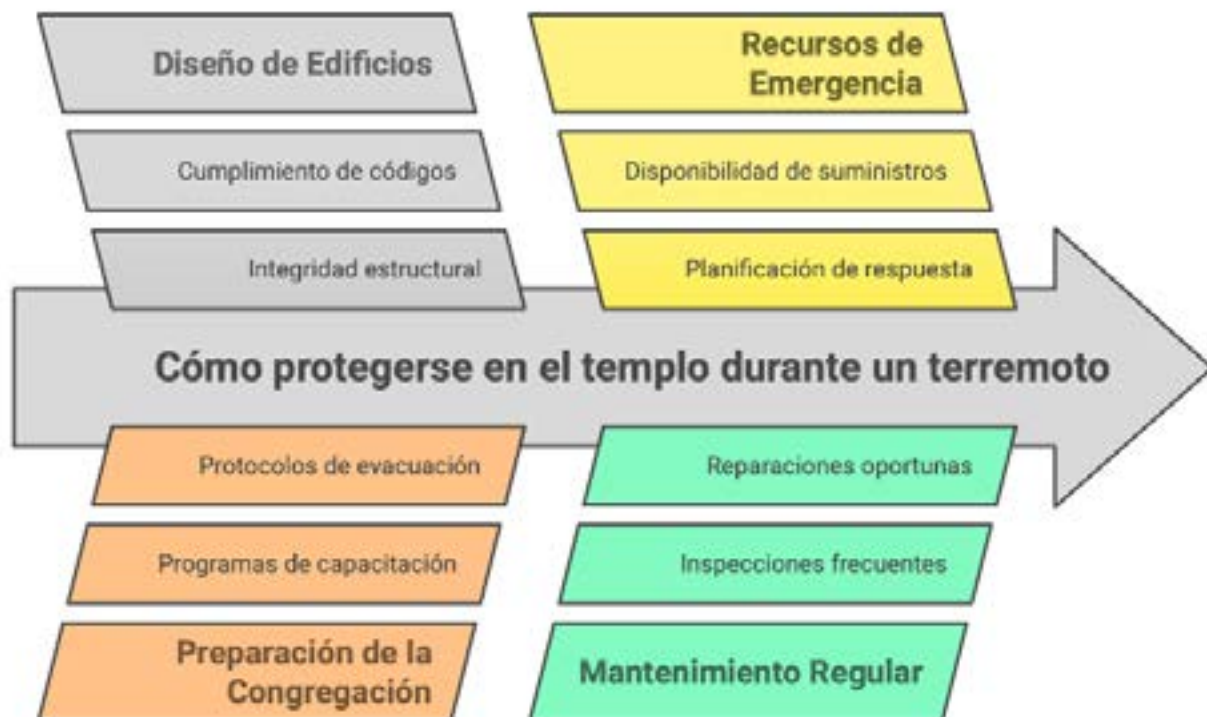 Diseño de Edificios
Cumplimiento de códigos
Integridad estructural
Recursos de
Emergencia
Disponibilidad de suministros
Planificación de respuesta
Cómo protegerse en el templo durante un terremoto
Protocolos de evacuación
Programas de capacitación
Preparación de la
Congregación
Reparaciones oportunas
Inspecciones frecuentes
Mantenimiento Regular